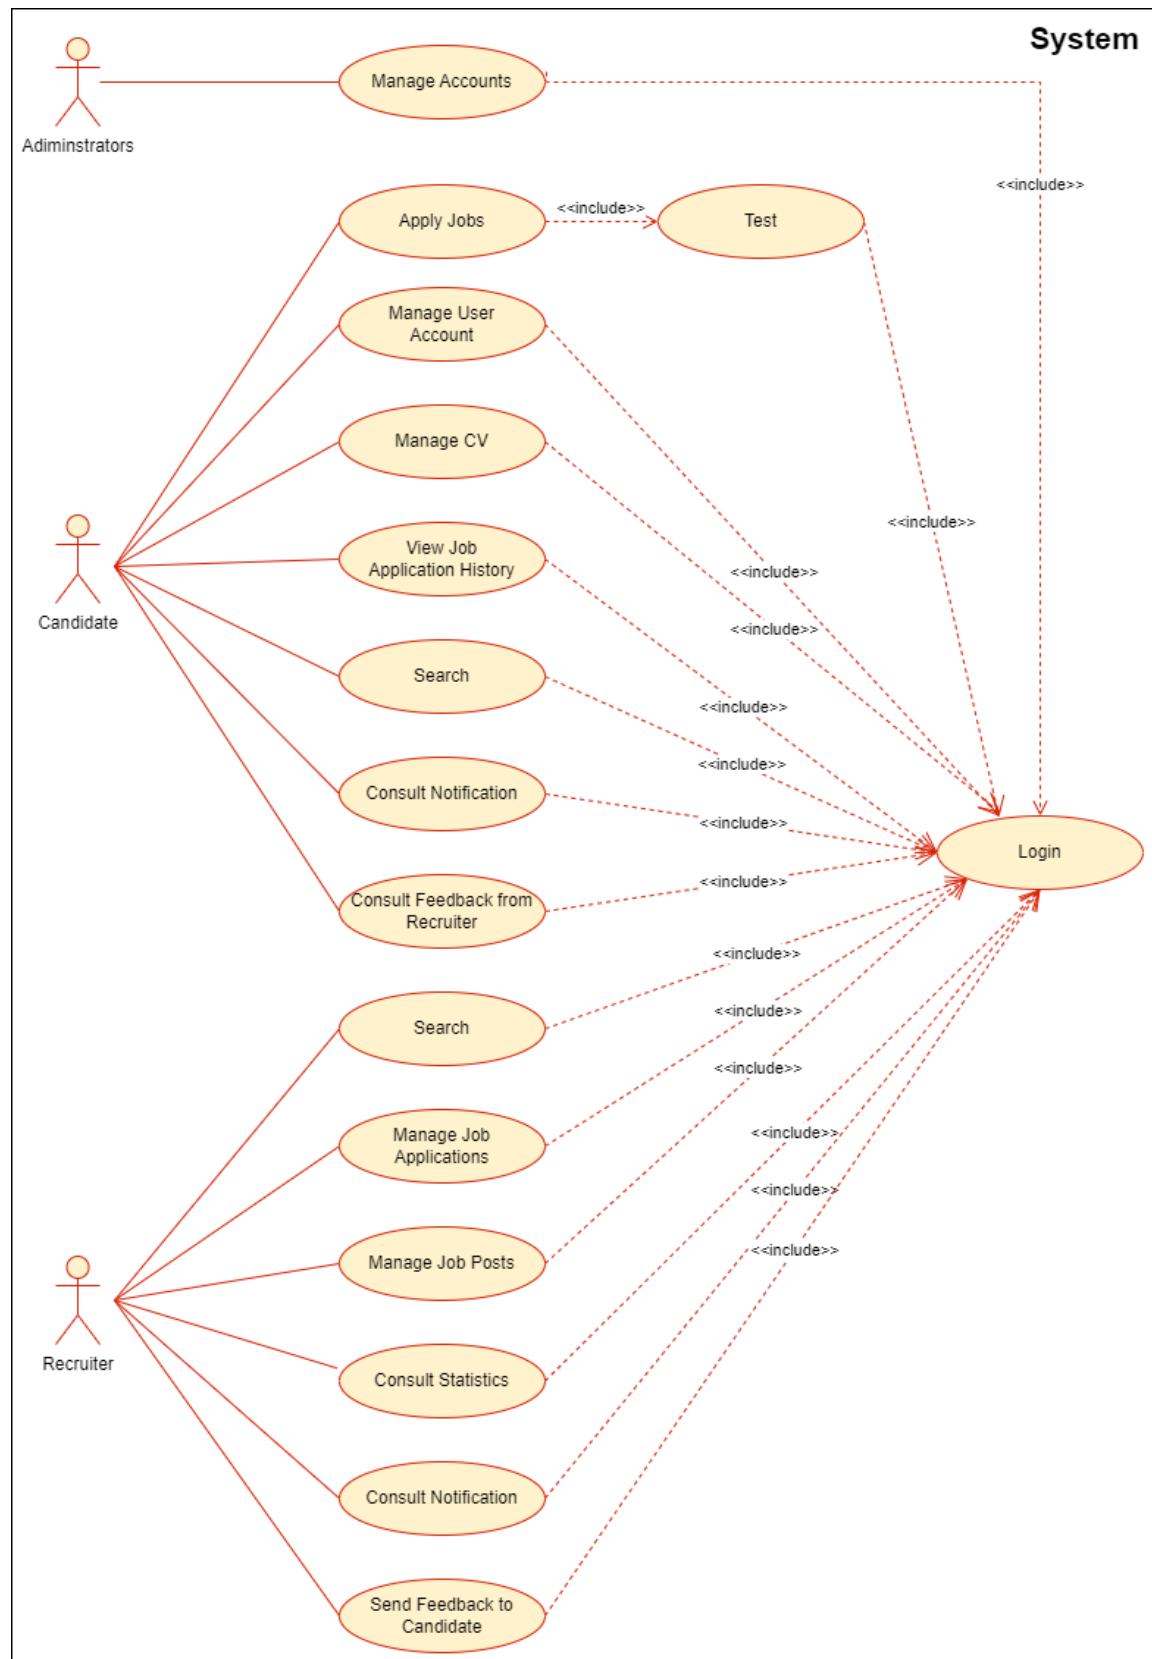 System
Manage Accounts
Adiminstrators
<<include>>
Apply Jobs
<<include>>
Test
Manage User
Account
Manage CV
<<include>>
View Job
Application History
<<include>>
Candidate
<<include>>
Search
<<include>>
<<include>>
Consult Notification
<<include>>
Login
Consult Feedback from
Recruiter
<<include>>
<<include>>
Search
<<include>>
<<include>>
Manage Job
Applications
<<include>>
<<include>>
Manage Job Posts
<<include>>
Recruiter
Consult Statistics
Consult Notification
Send Feedback to
Candidate